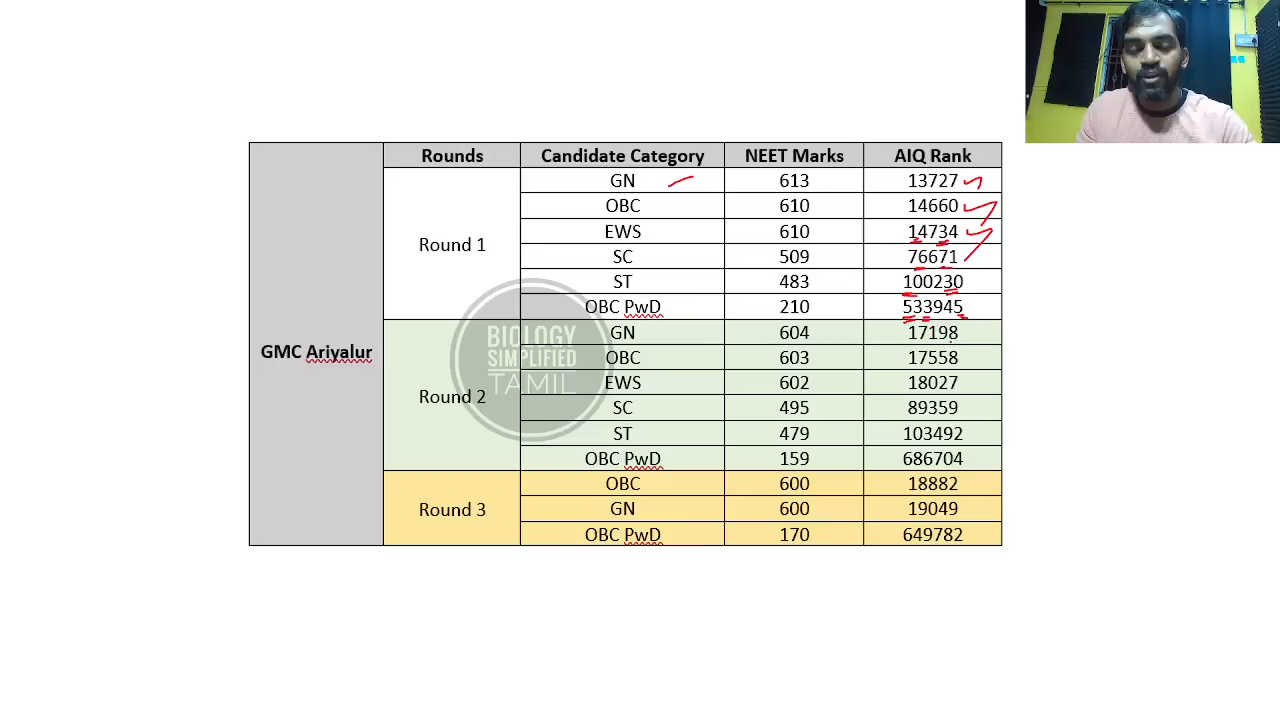 Rounds Candidate Category NEET Marks AIQ Rank
GMC Ariyalur
Round 1
GN 613 13727
OBC 610 14660
EWS 610 14734
SC 509 76671
ST 483 100230
OBC PwD 210 533945
Round 2
GN 604 17198
OBC 603 17558
EWS 602 18027
SC 495 89359
ST 479 103492
OBC PwD 159 686704
Round 3
OBC 600 18882
GN 600 19049
OBC PwD 170 649782
BIOLOGY
SIMPLIFIED
TAMIL